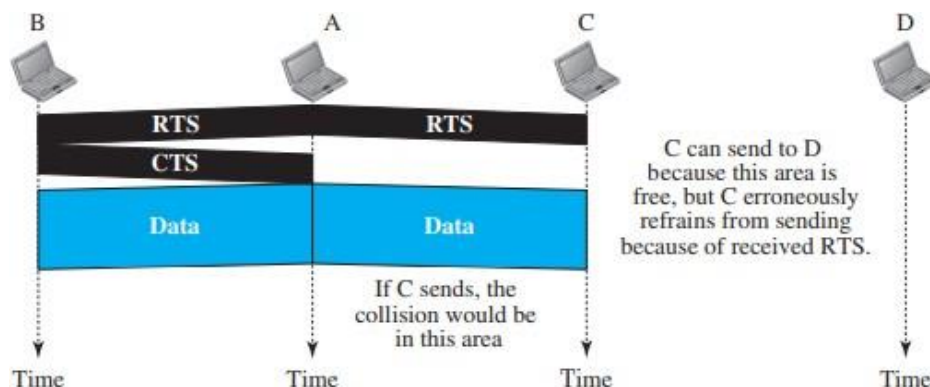 B
A
C
D
RTS
RTS
CTS
C can send to D
because this area is
free, but C erroneously
refrains from sending
because of received RTS.
Data
Data
If C sends, the
collision would be
in this area
Time
Time
Time
Time